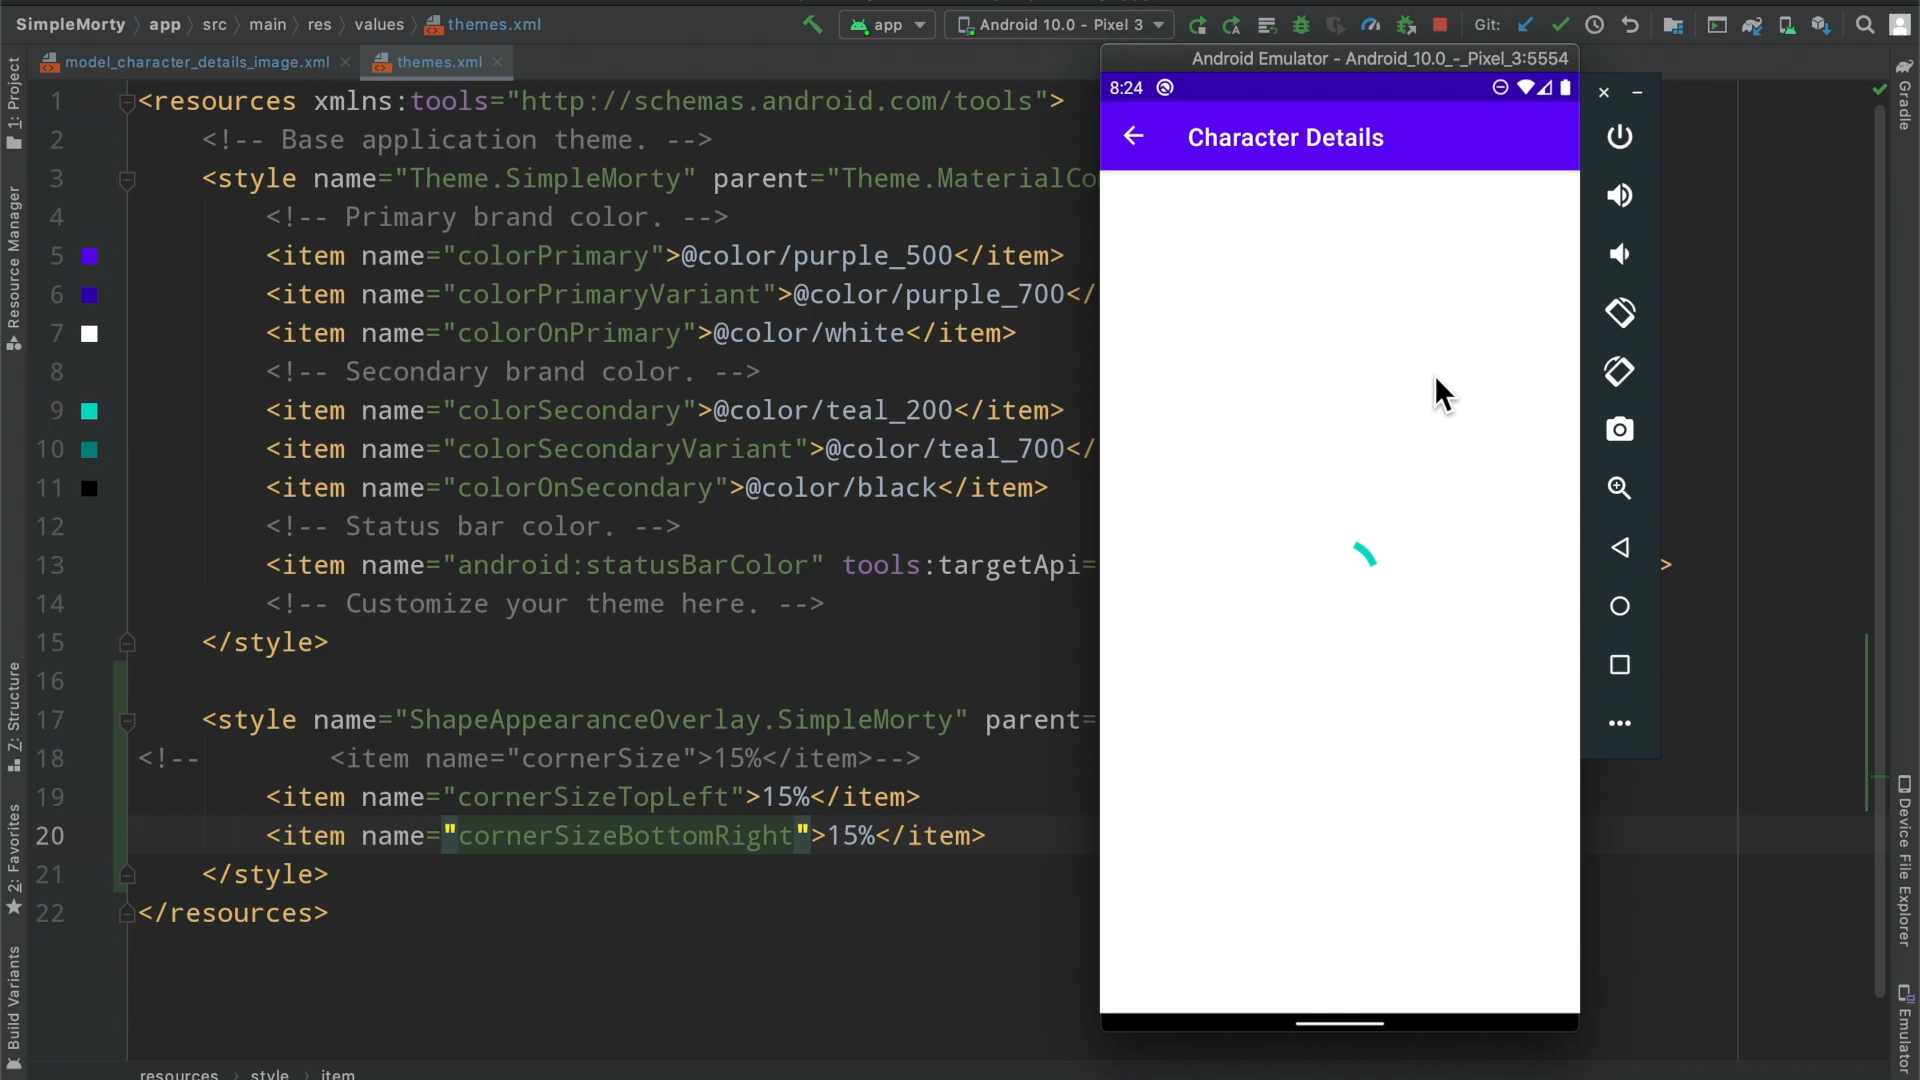 SimpleMorty app src main res values themes.xml
app Android 10.0 - Pixel 3 Git:
model_character_details_image.xml themes.xml
1: Project
Resource Manager
Z: Structure
2: Favorites
Build Variants
1 <resources xmlns:tools="http://schemas.android.com/tools">
2 <!-- Base application theme. -->
3 <style name="Theme.SimpleMorty" parent="Theme.MaterialCo
4 <!-- Primary brand color. -->
5 <item name="colorPrimary">@color/purple_500</item>
6 <item name="colorPrimaryVariant">@color/purple_700</
7 <item name="colorOnPrimary">@color/white</item>
8 <!-- Secondary brand color. -->
9 <item name="colorSecondary">@color/teal_200</item>
10 <item name="colorSecondaryVariant">@color/teal_700</
11 <item name="colorOnSecondary">@color/black</item>
12 <!-- Status bar color. -->
13 <item name="android:statusBarColor" tools:targetApi= >
14 <!-- Customize your theme here. -->
15 </style>
16
17 <style name="ShapeAppearanceOverlay.SimpleMorty" parent=
18 <!-- <item name="cornerSize">15%</item>-->
19 <item name="cornerSizeTopLeft">15%</item>
20 <item name="cornerSizeBottomRight">15%</item>
21 </style>
22 </resources>
resources style item
Android Emulator - Android_10.0_-_Pixel_3:5554
8:24
Character Details
Gradle
Device File Explorer
Emulator